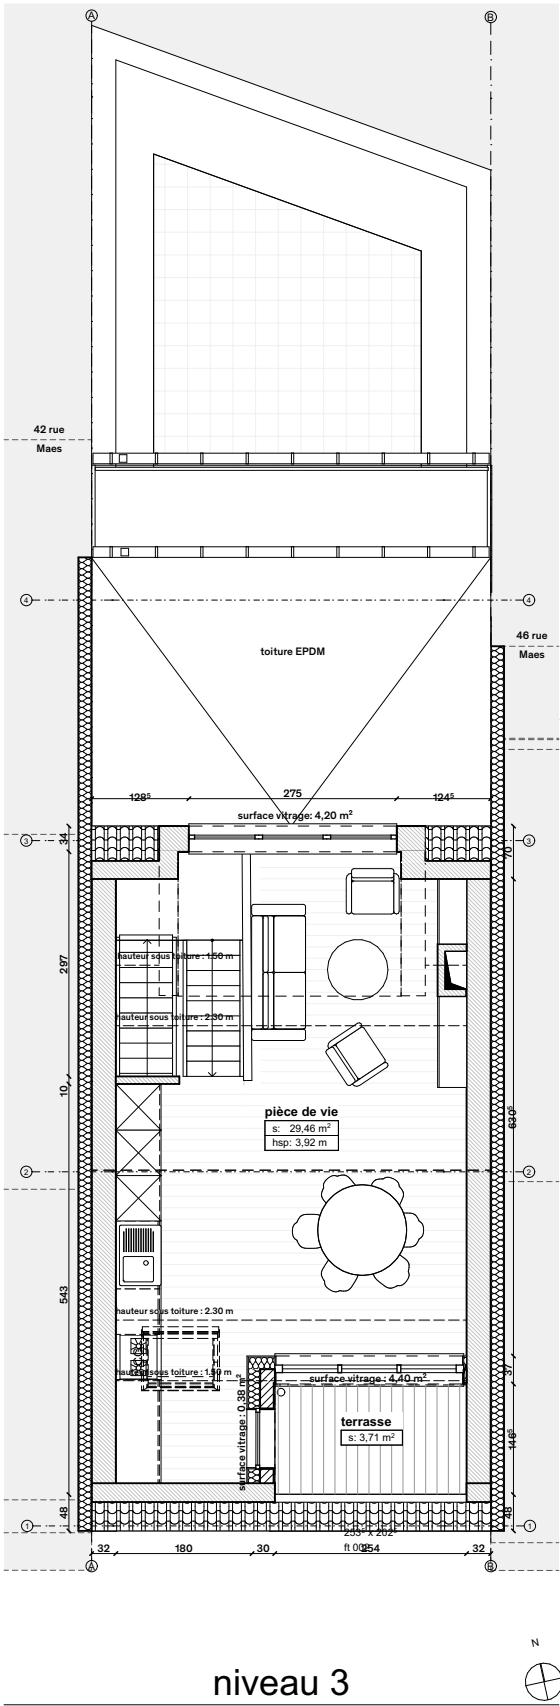 A
B
42 rue
Maes
4
4
46 rue
Maes
toiture EPDM
128⁵
275
124⁵
surface vitrage: 4,20 m²
3
3
34
70
hauteur sous toiture : 1.50 m
297
hauteur sous toiture : 2.30 m
10
pièce de vie
s: 29,46 m²
hsp: 3,92 m
630⁵
2
2
543
hauteur sous toiture : 2.30 m
hauteur sous toiture : 1.50 m
surface vitrage : 4,40 m²
37
surface vitrage : 0,38 m²
terrasse
s: 3,71 m²
146⁵
48
48
1
1
253⁵ x 202⁵
32
180
30
254
32
A
B
N
niveau 3